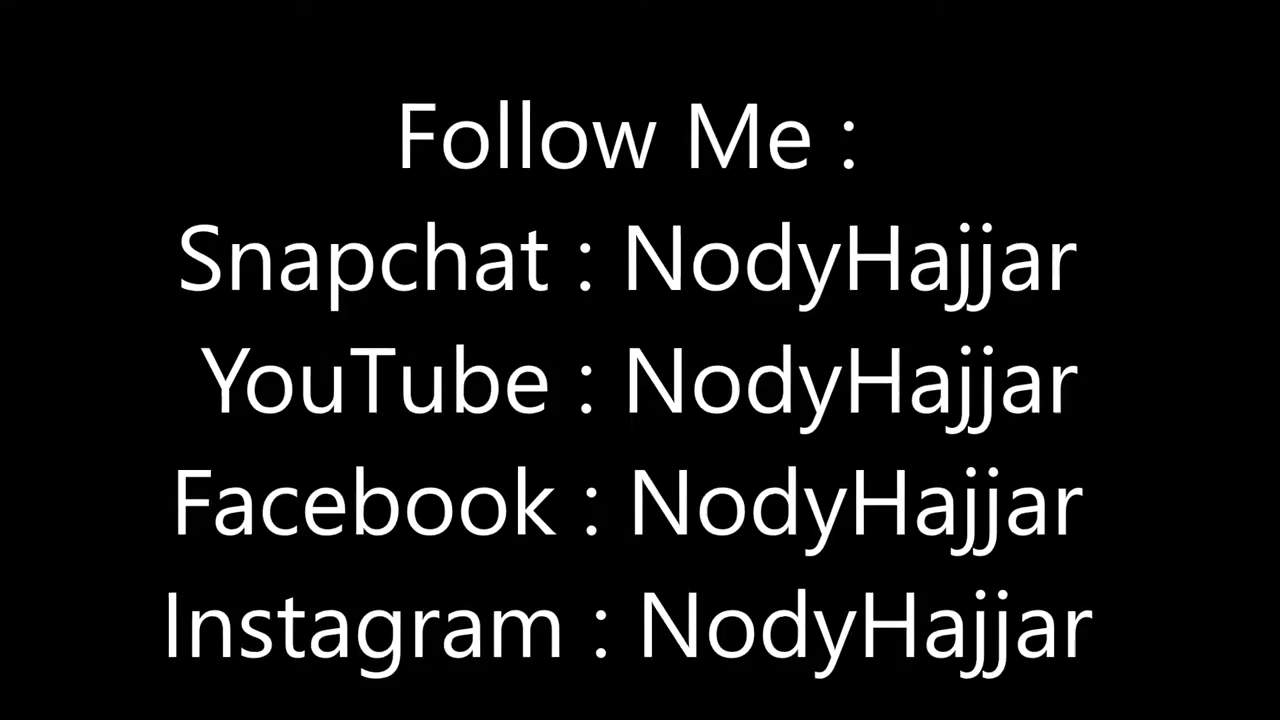 Follow Me :
Snapchat : NodyHajjar
YouTube : NodyHajjar
Facebook : NodyHajjar
Instagram : NodyHajjar